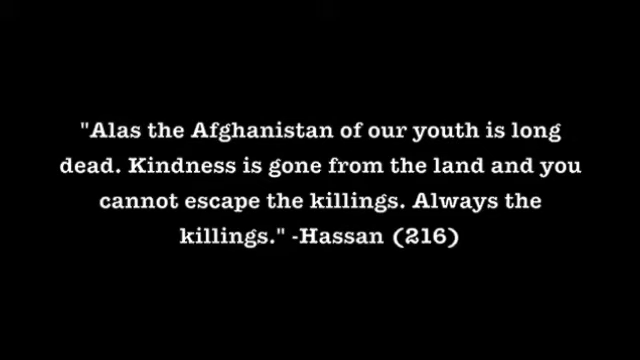 "Alas the Afghanistan of our youth is long
dead. Kindness is gone from the land and you
cannot escape the killings. Always the
killings." -Hassan (216)